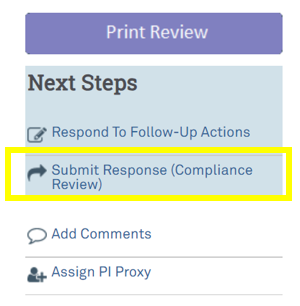 Print Review
Next Steps
Respond To Follow-Up Actions
Submit Response (Compliance
Review)
Add Comments
Assign PI Proxy